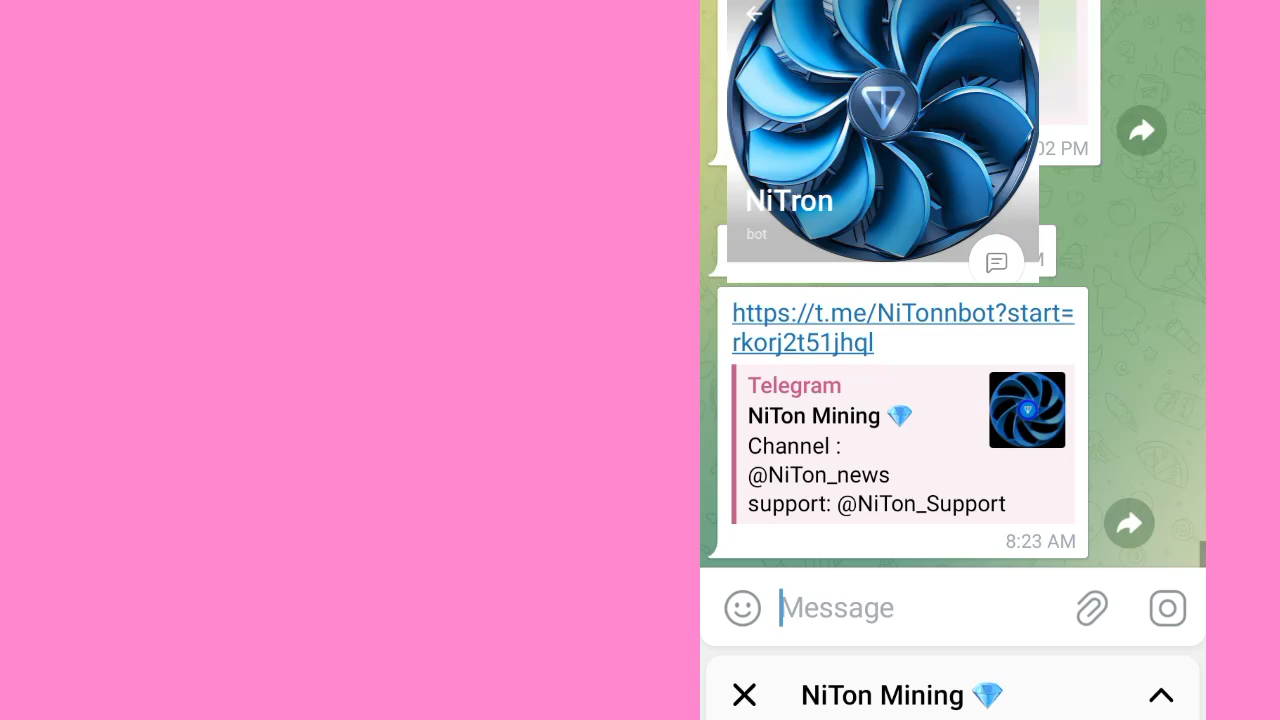 02 PM
NiTron
bot
https://t.me/NiTonnbot?start=
rkorj2t51jhql
Telegram
NiTon Mining 💎
Channel :
@NiTon_news
support: @NiTon_Support
8:23 AM
Message
NiTon Mining 💎